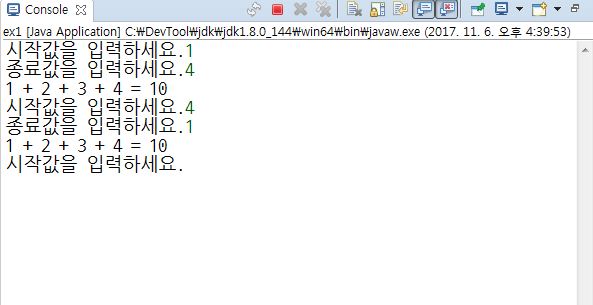 Console
ex1 [Java Application] C:￦DevTool￦jdk￦jdk1.8.0_144￦win64￦bin￦javaw.exe (2017. 11. 6. 오후 4:39:53)
시작값을 입력하세요.1
종료값을 입력하세요.4
1 + 2 + 3 + 4 = 10
시작값을 입력하세요.4
종료값을 입력하세요.1
1 + 2 + 3 + 4 = 10
시작값을 입력하세요.